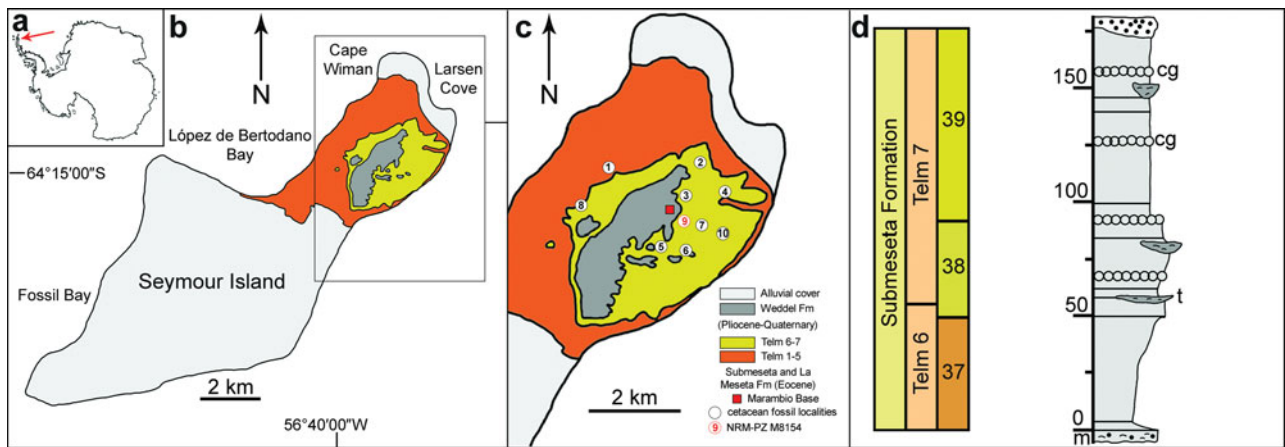 a
b
Cape
Wiman
Larsen
Cove
N
López de Bertodano
Bay
64°15′00″S
Seymour Island
Fossil Bay
2 km
56°40′00″W
c
N
1
2
3
4
8
9
7
10
5
6
Alluvial cover
Weddel Fm
(Pliocene-Quaternary)
Telm 6-7
Telm 1-5
Submeseta and La
Meseta Fm (Eocene)
Marambio Base
cetacean fossil localities
9 NRM-PZ M8154
2 km
d
Submeseta Formation
Telm 7
Telm 6
39
38
37
150
100
50
0
m
cg
cg
t